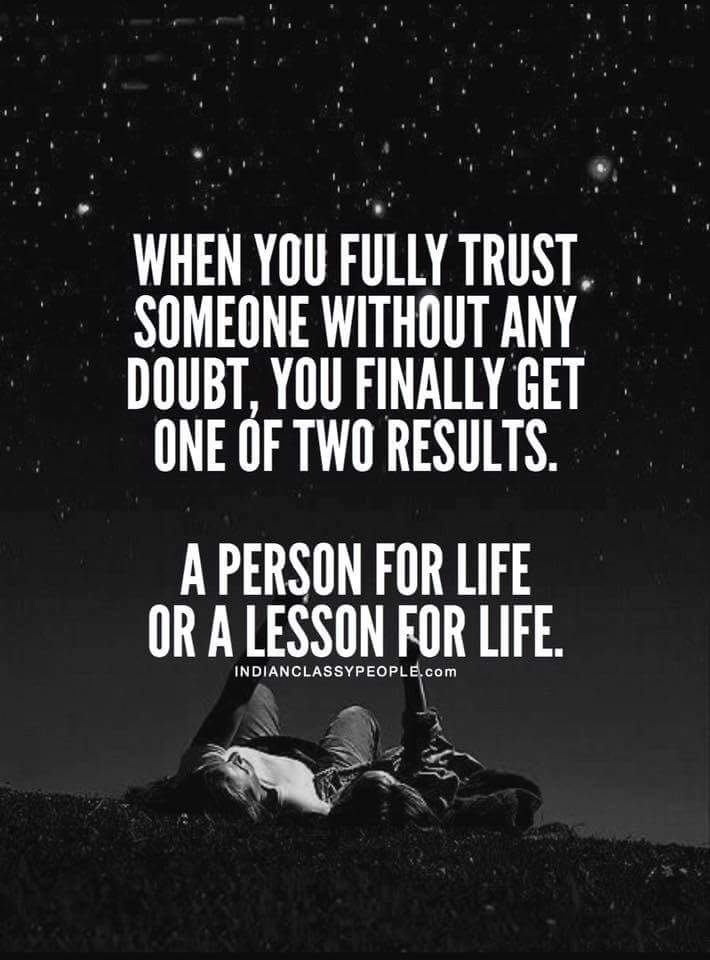 WHEN YOU FULLY TRUST
SOMEONE WITHOUT ANY
DOUBT, YOU FINALLY GET
ONE OF TWO RESULTS.
A PERSON FOR LIFE
OR A LESSON FOR LIFE.
INDIANCLASSYPEOPLE.com